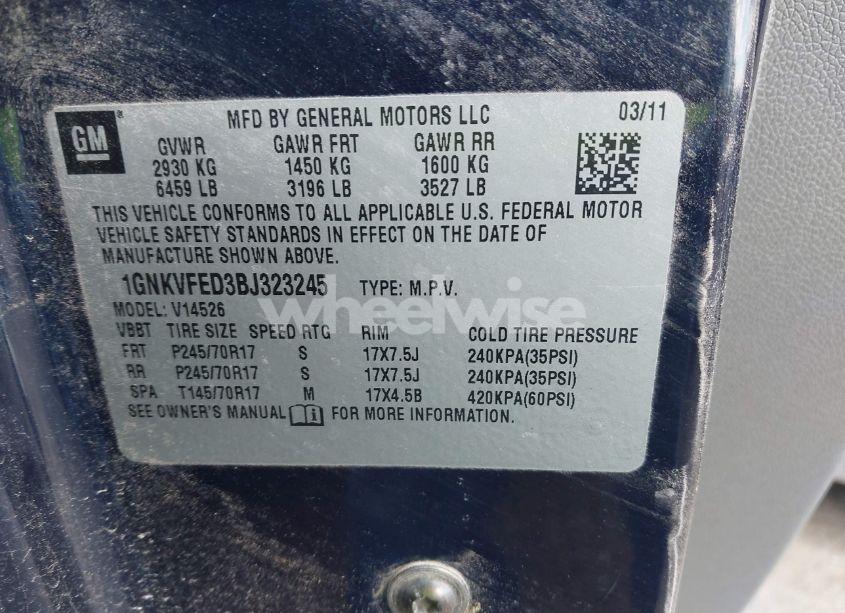 GM ®
MFD BY GENERAL MOTORS LLC 03/11
GVWR GAWR FRT GAWR RR
2930 KG 1450 KG 1600 KG
6459 LB 3196 LB 3527 LB
THIS VEHICLE CONFORMS TO ALL APPLICABLE U.S. FEDERAL MOTOR
VEHICLE SAFETY STANDARDS IN EFFECT ON THE DATE OF
MANUFACTURE SHOWN ABOVE.
1GNKVFED3BJ323245 TYPE: M.P.V.
wheelwise
MODEL: V14526
VBBT TIRE SIZE SPEED RTG RIM COLD TIRE PRESSURE
FRT P245/70R17 S 17X7.5J 240KPA(35PSI)
RR P245/70R17 S 17X7.5J 240KPA(35PSI)
SPA T145/70R17 M 17X4.5B 420KPA(60PSI)
SEE OWNER'S MANUAL i FOR MORE INFORMATION.